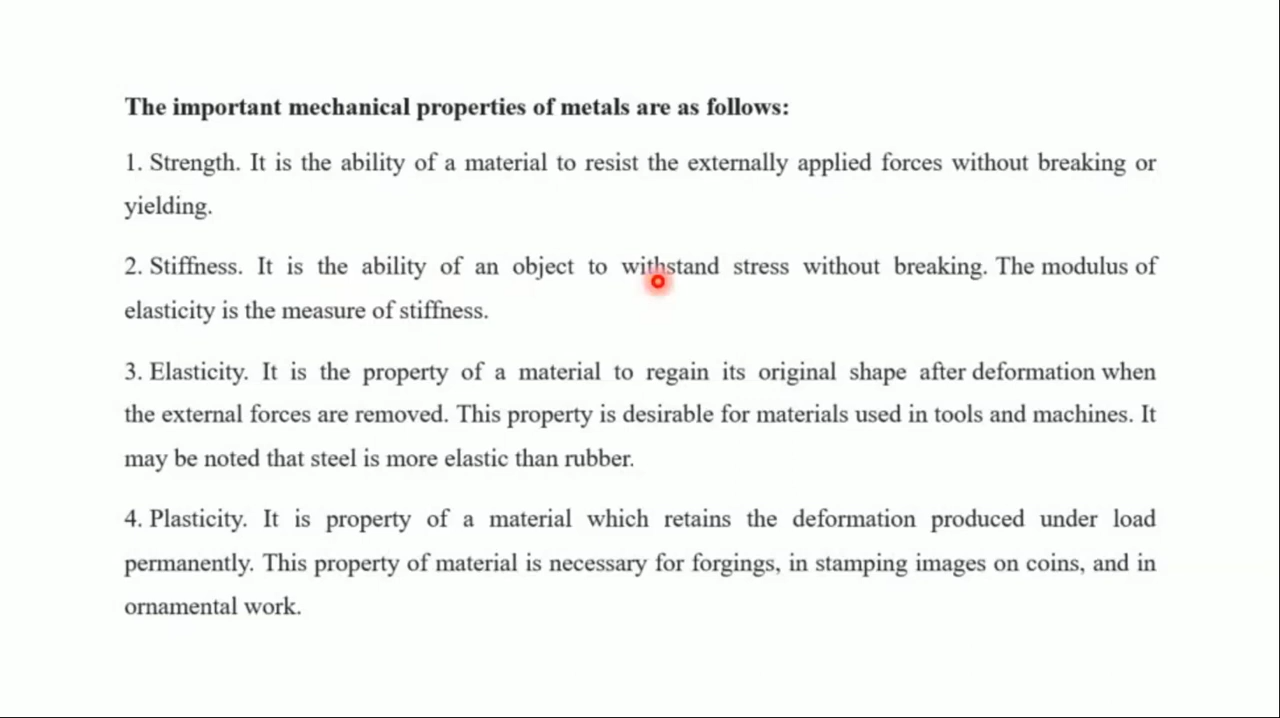 The important mechanical properties of metals are as follows:
1. Strength. It is the ability of a material to resist the externally applied forces without breaking or
yielding.
2. Stiffness. It is the ability of an object to withstand stress without breaking. The modulus of
elasticity is the measure of stiffness.
3. Elasticity. It is the property of a material to regain its original shape after deformation when
the external forces are removed. This property is desirable for materials used in tools and machines. It
may be noted that steel is more elastic than rubber.
4. Plasticity. It is property of a material which retains the deformation produced under load
permanently. This property of material is necessary for forgings, in stamping images on coins, and in
ornamental work.